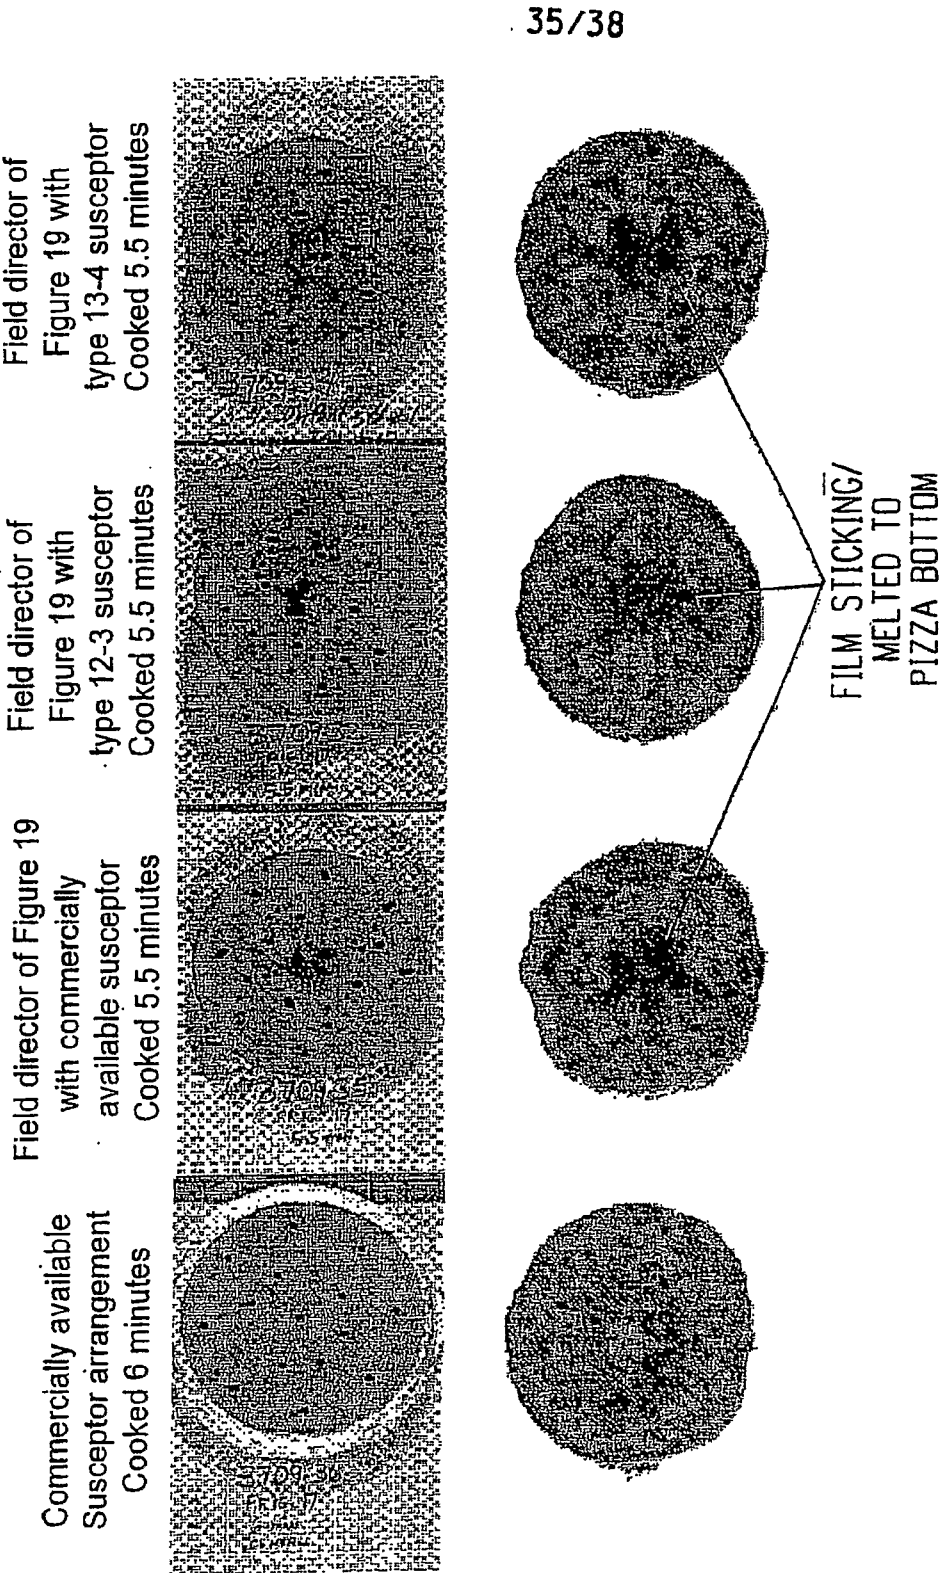 35/38
Commercially available
Susceptor arrangement
Cooked 6 minutes
Field director of Figure 19
with commercially
available susceptor
Cooked 5.5 minutes
Field director of
Figure 19 with
type 12-3 susceptor
Cooked 5.5 minutes
Field director of
Figure 19 with
type 13-4 susceptor
Cooked 5.5 minutes
FILM STICKING/
MELTED TO
PIZZA BOTTOM